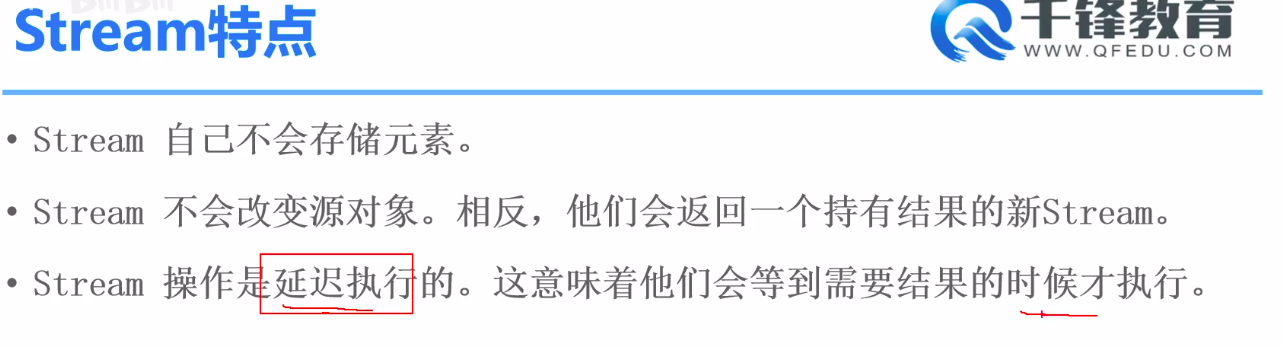 Stream特点
千锋教育
WWW.QFEDU.COM
• Stream 自己不会存储元素。
• Stream 不会改变源对象。相反，他们会返回一个持有结果的新Stream。
• Stream 操作是延迟执行的。这意味着他们会等到需要结果的时候才执行。